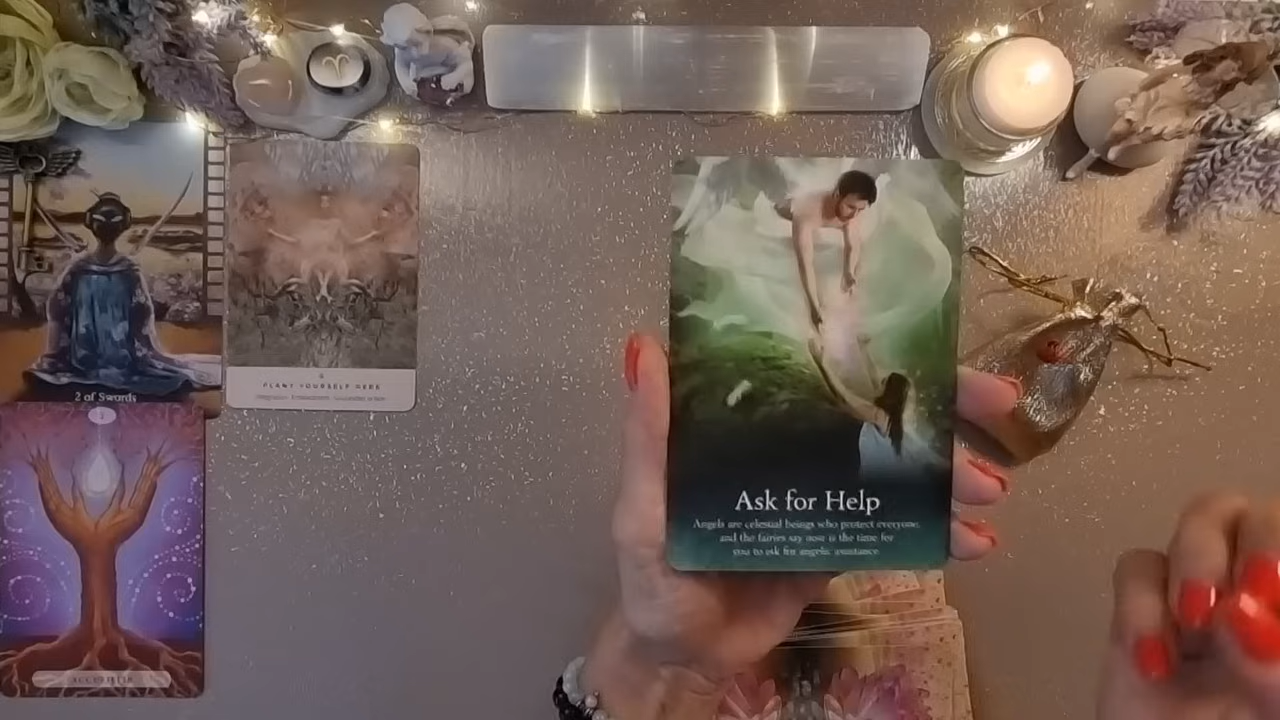 2 of Swords
PLANT YOURSELF HERE
ACCUEILLIR
Ask for Help
Angels are celestial beings who protect everyone,
and the fairies say now is the time for
you to ask for angelic assistance.